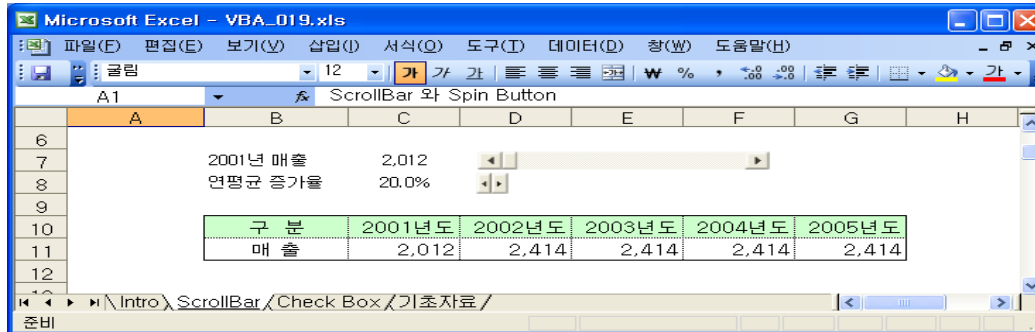 Microsoft Excel - VBA_019.xls
파일(F) 편집(E) 보기(V) 삽입(I) 서식(O) 도구(T) 데이터(D) 창(W) 도움말(H)
굴림 12 가 가 가 ₩ % ,
A1 fx ScrollBar 와 Spin Button
A B C D E F G H
6
7 2001년 매출 2,012
8 연평균 증가율 20.0%
9
10 구 분 2001년도 2002년도 2003년도 2004년도 2005년도
11 매 출 2,012 2,414 2,414 2,414 2,414
12
Intro ScrollBar Check Box 기초자료
준비